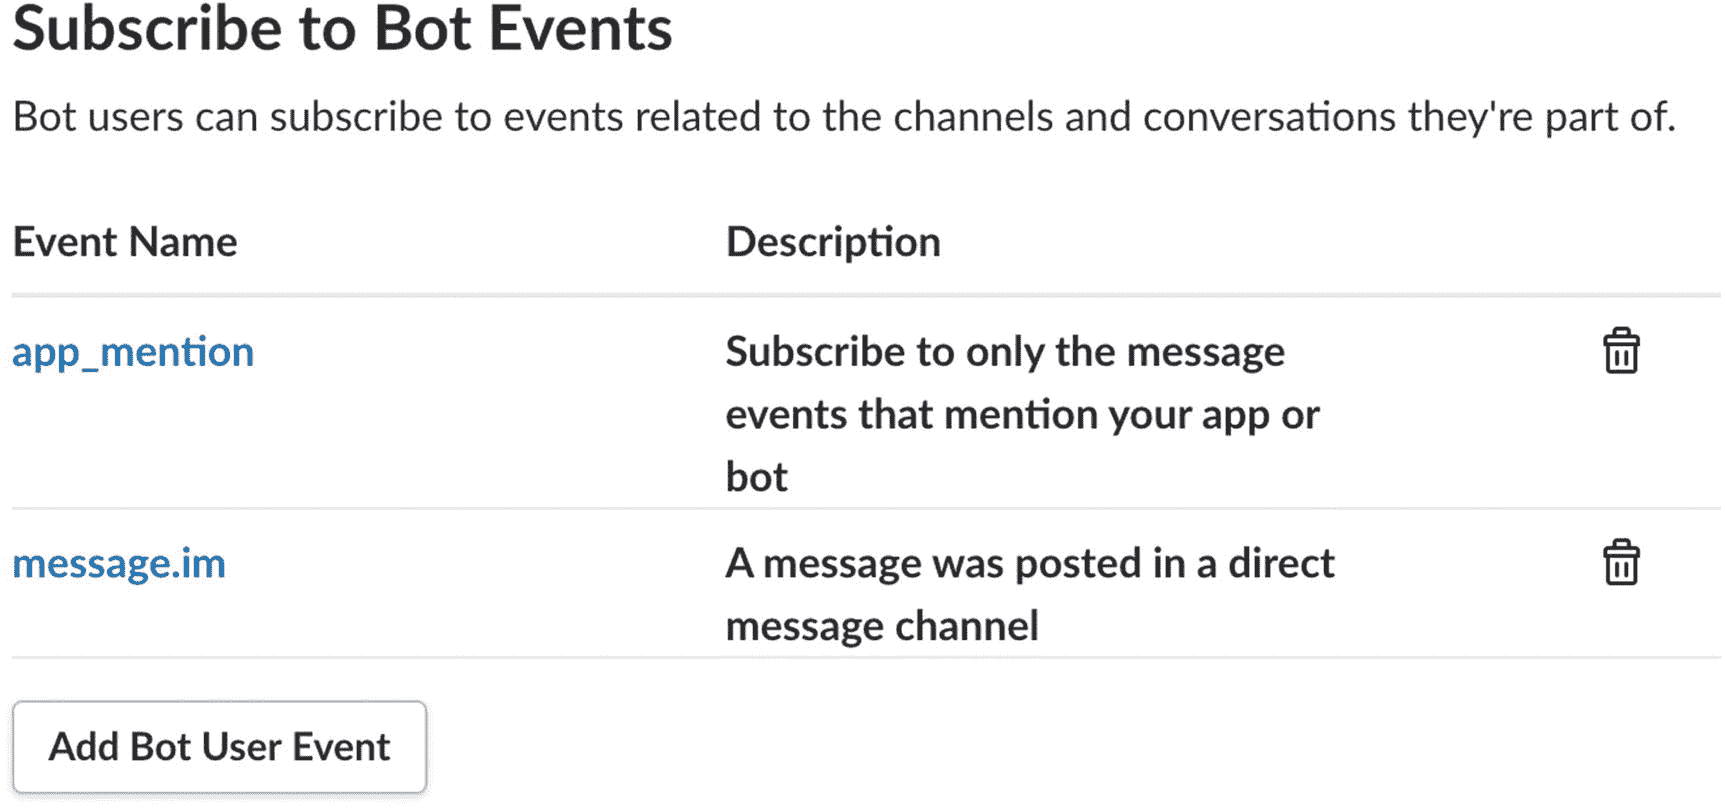 Subscribe to Bot Events
Bot users can subscribe to events related to the channels and conversations they're part of.
Event Name
Description
app_mention
Subscribe to only the message
events that mention your app or
bot
message.im
A message was posted in a direct
message channel
Add Bot User Event